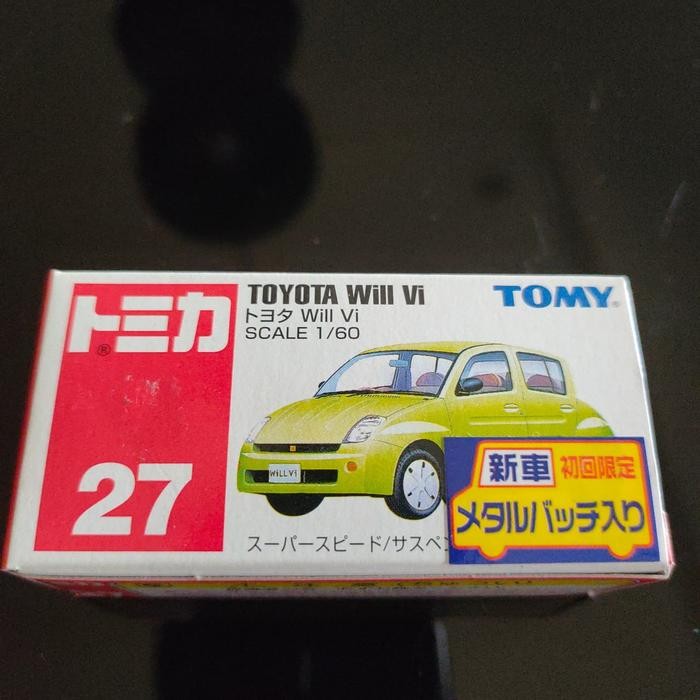 トミカ®
27
TOYOTA Will Vi
トヨタ Will Vi
SCALE 1/60
TOMY®
WiLL Vi
スーパースピード/サスペン
新車 初回限定
メタルバッチ入り